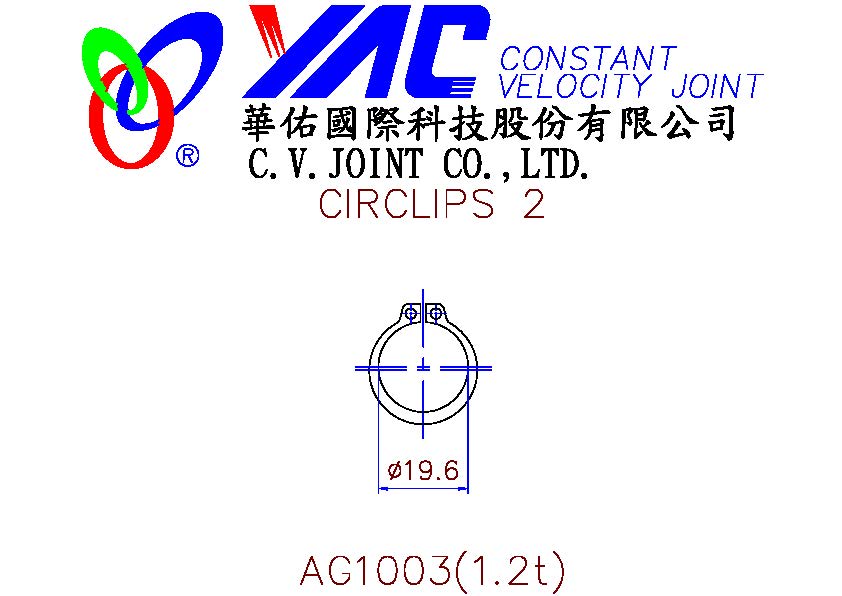 YAC
CONSTANT
VELOCITY JOINT
®
華佑國際科技股份有限公司
C.V.JOINT CO.,LTD.
CIRCLIPS 2
ø19.6
AG1003(1.2t)